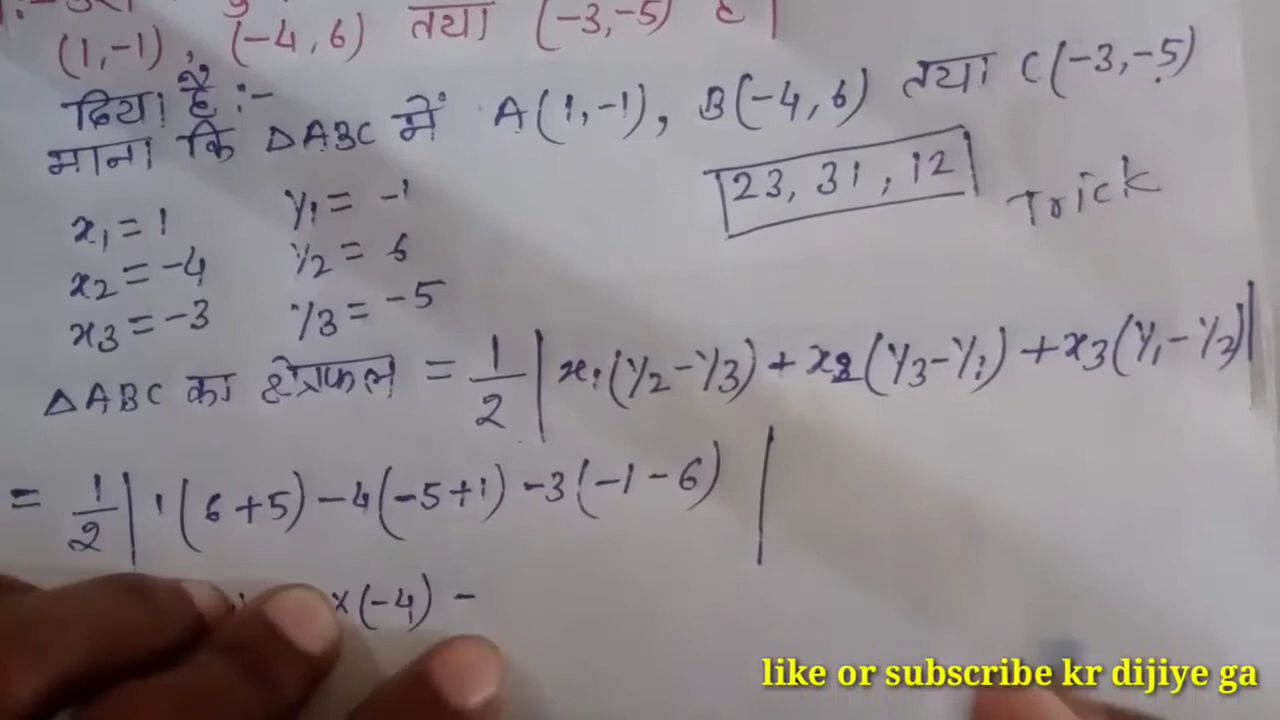 (1,-1), (-4,6) तथा (-3,-5) है|
दिया है:-
माना कि ΔABC में A(1,-1), B(-4,6) तथा C(-3,-5)
23, 31, 12 Trick
x₁ = 1 y₁ = -1
x₂ = -4 y₂ = 6
x₃ = -3 y₃ = -5
ΔABC का क्षेत्रफल = 1/2 | x₁(y₂-y₃) + x₂(y₃-y₁) + x₃(y₁-y₂)|
= 1/2 | 1(6+5) -4(-5+1) -3(-1-6) |
×(-4) -
like or subscribe kr dijiye ga